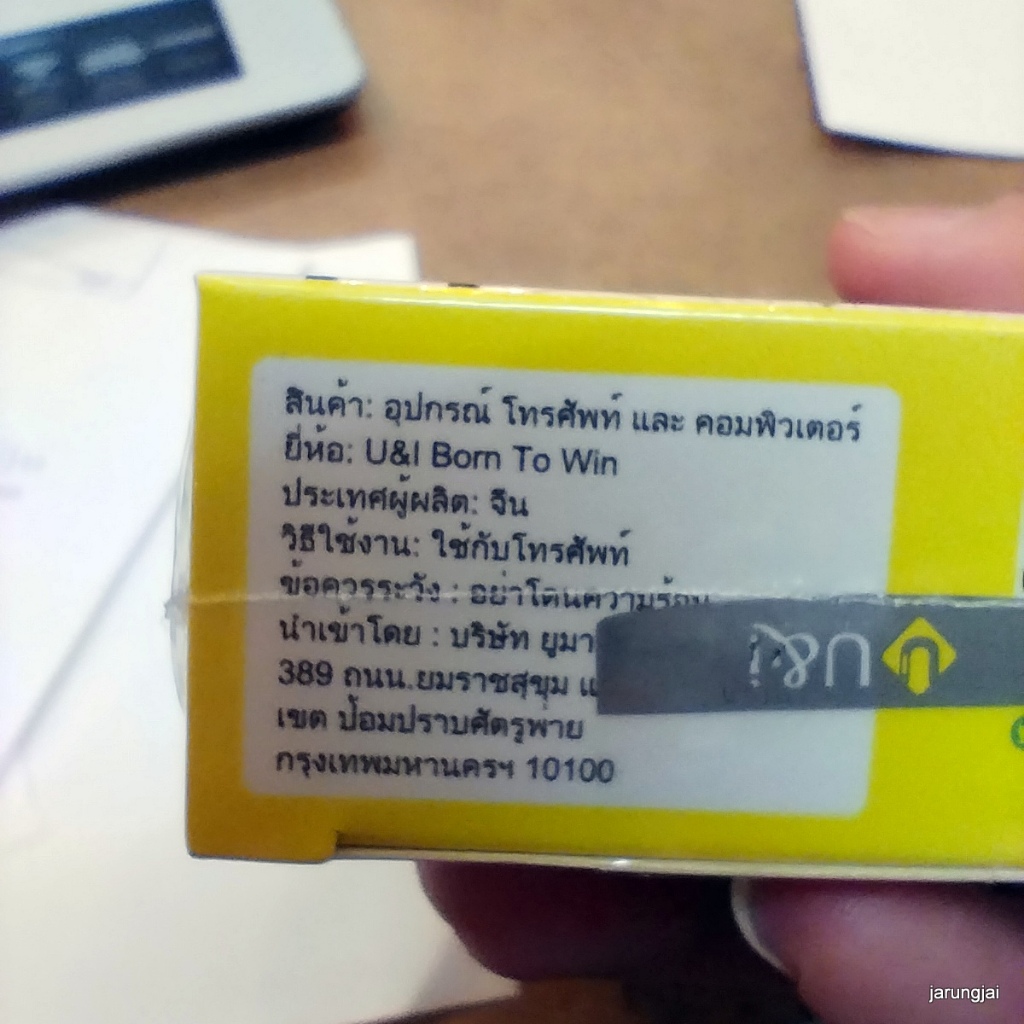 สินค้า: อุปกรณ์ โทรศัพท์ และ คอมพิวเตอร์
ยี่ห้อ: U&I Born To Win
ประเทศผู้ผลิต: จีน
วิธีใช้งาน: ใช้กับโทรศัพท์
ข้อควรระวัง : อย่าโดนความร้อน
นำเข้าโดย : บริษัท ยูมา
389 ถนน.ยมราชสุขุม แ
เขต ป้อมปราบศัตรูพ่าย
กรุงเทพมหานครฯ 10100
U&I
jarungjai